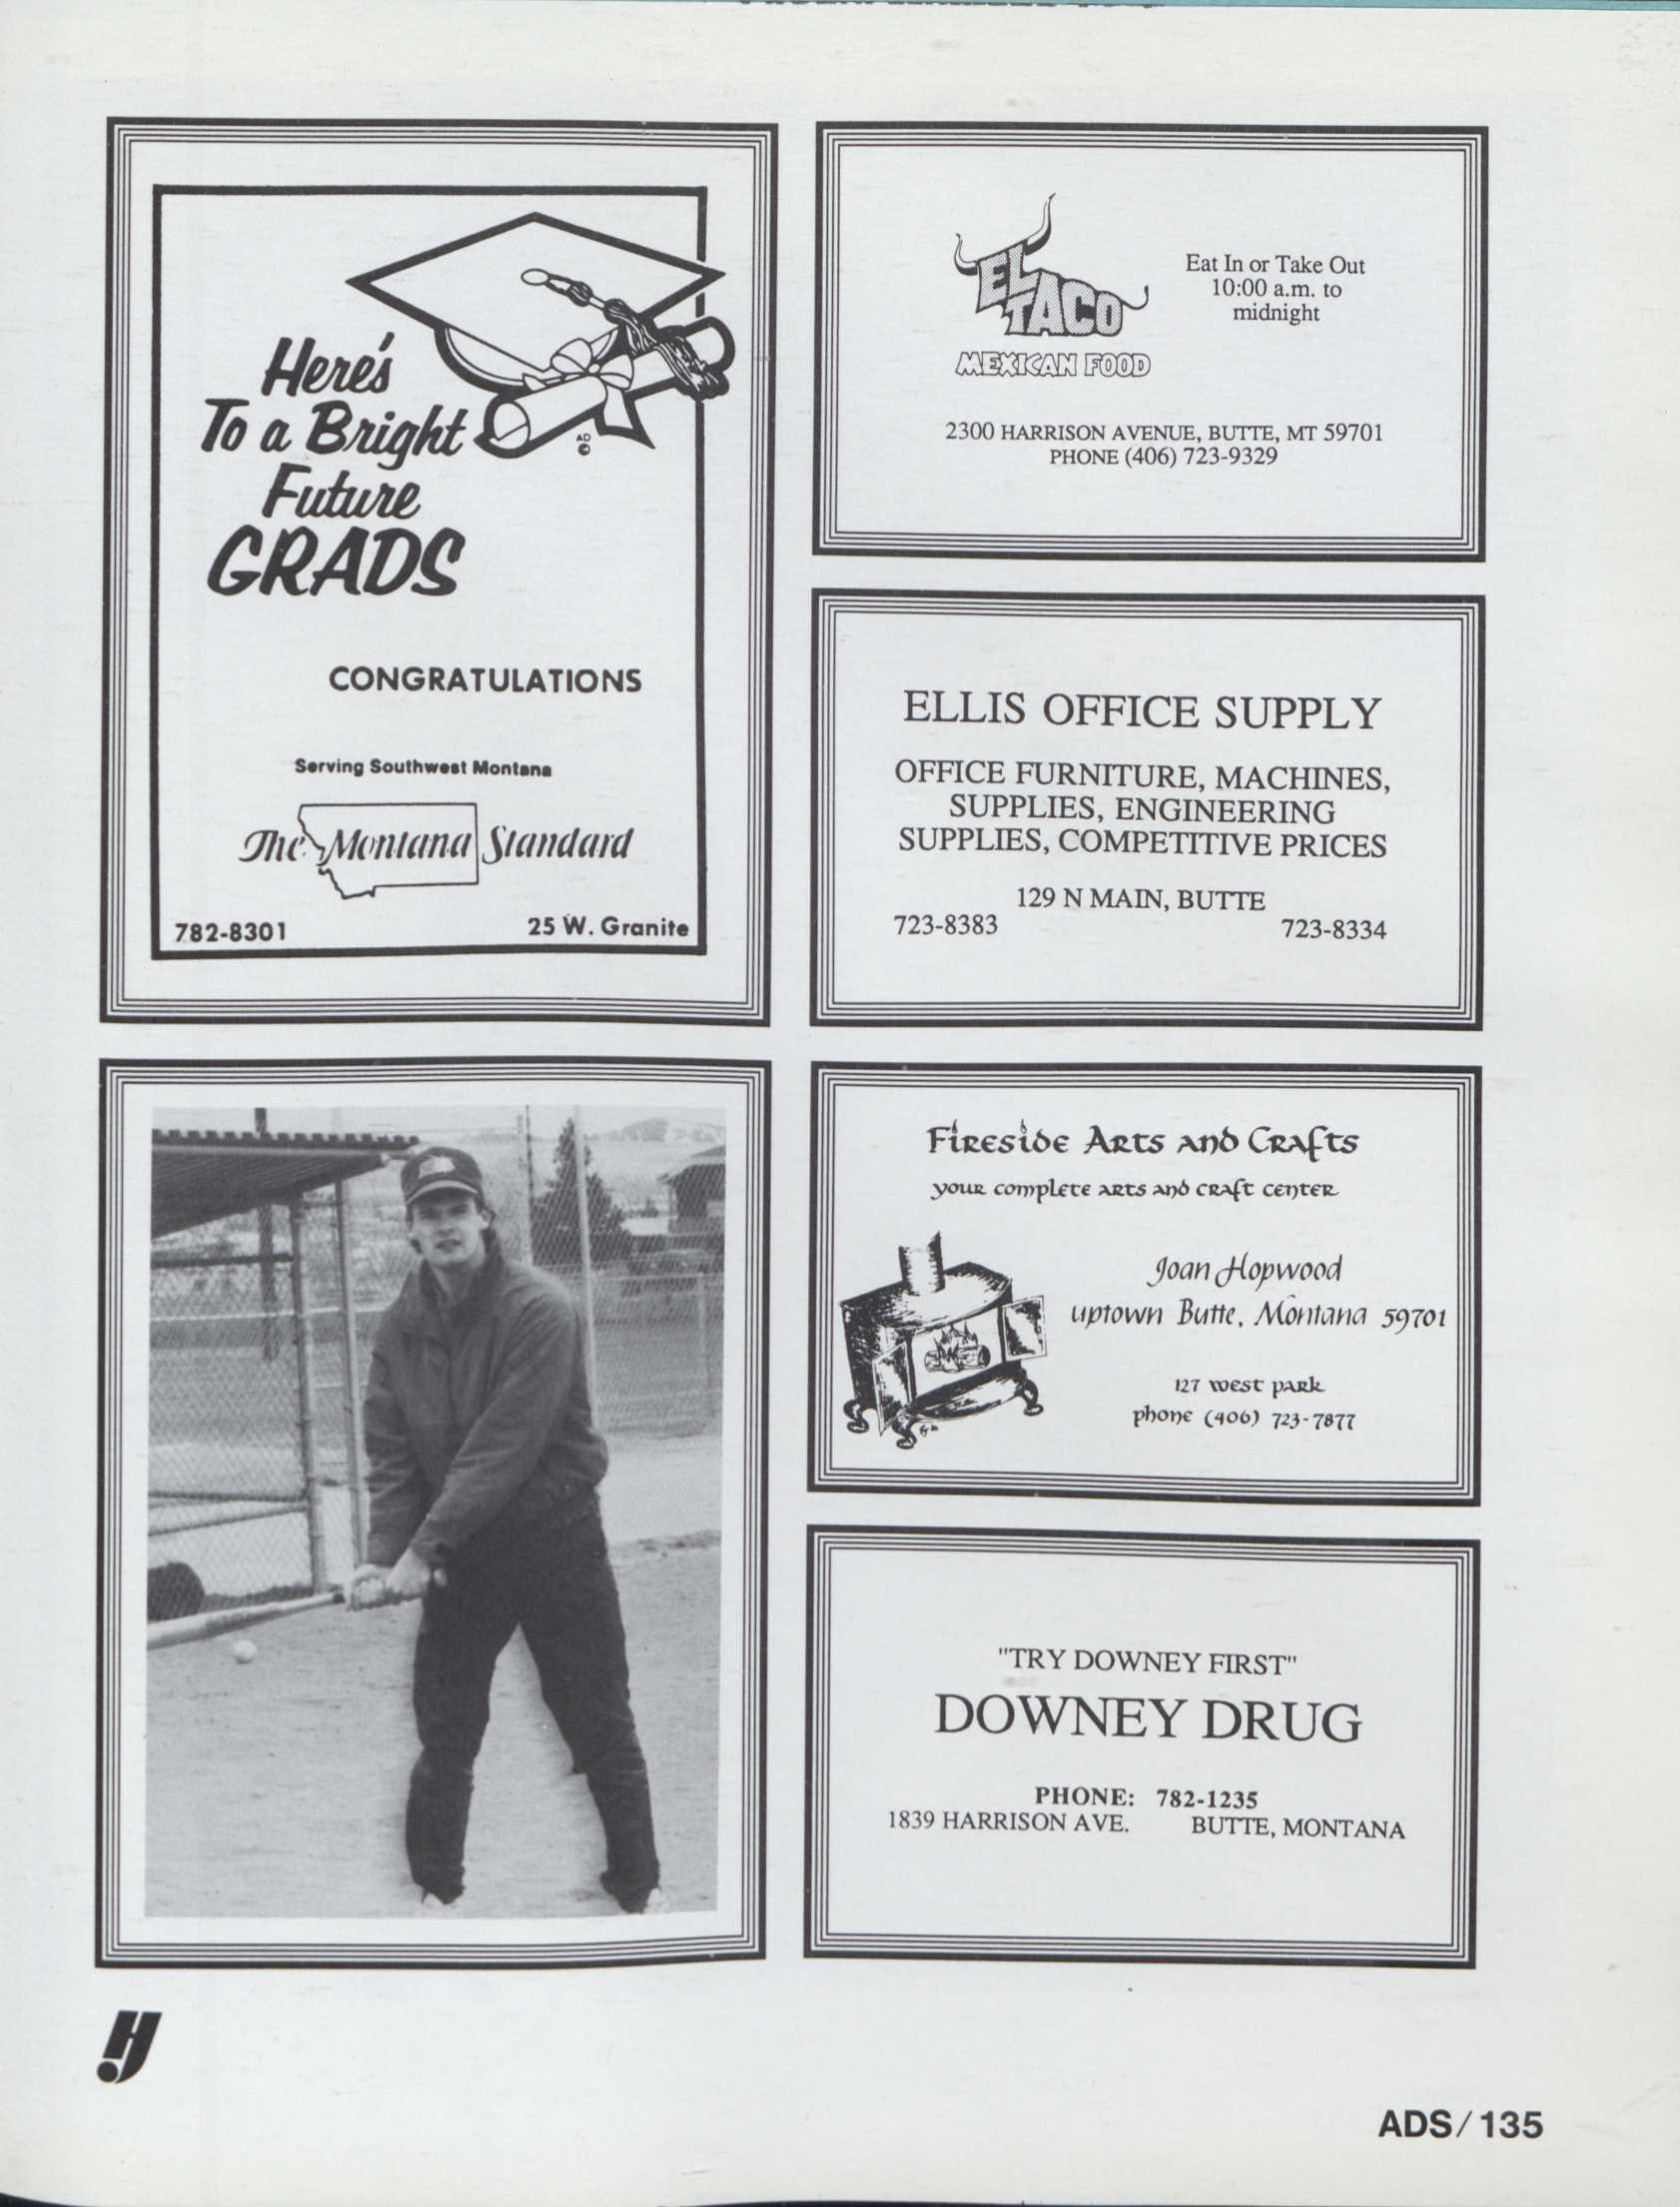 Here's
To a Bright
Future
GRADS
AD
©
CONGRATULATIONS
Serving Southwest Montana
The Montana Standard
782-8301 25 W. Granite
EL
TACO
MEXICAN FOOD
Eat In or Take Out
10:00 a.m. to
midnight
2300 HARRISON AVENUE, BUTTE, MT 59701
PHONE (406) 723-9329
ELLIS OFFICE SUPPLY
OFFICE FURNITURE, MACHINES,
SUPPLIES, ENGINEERING
SUPPLIES, COMPETITIVE PRICES
129 N MAIN, BUTTE
723-8383 723-8334
Fireside Arts and Crafts
your complete arts and craft center
Joan Hopwood
uptown Butte, Montana 59701
127 west park
phone (406) 723-7877
"TRY DOWNEY FIRST"
DOWNEY DRUG
PHONE: 782-1235
1839 HARRISON AVE. BUTTE, MONTANA
HJ
ADS/135